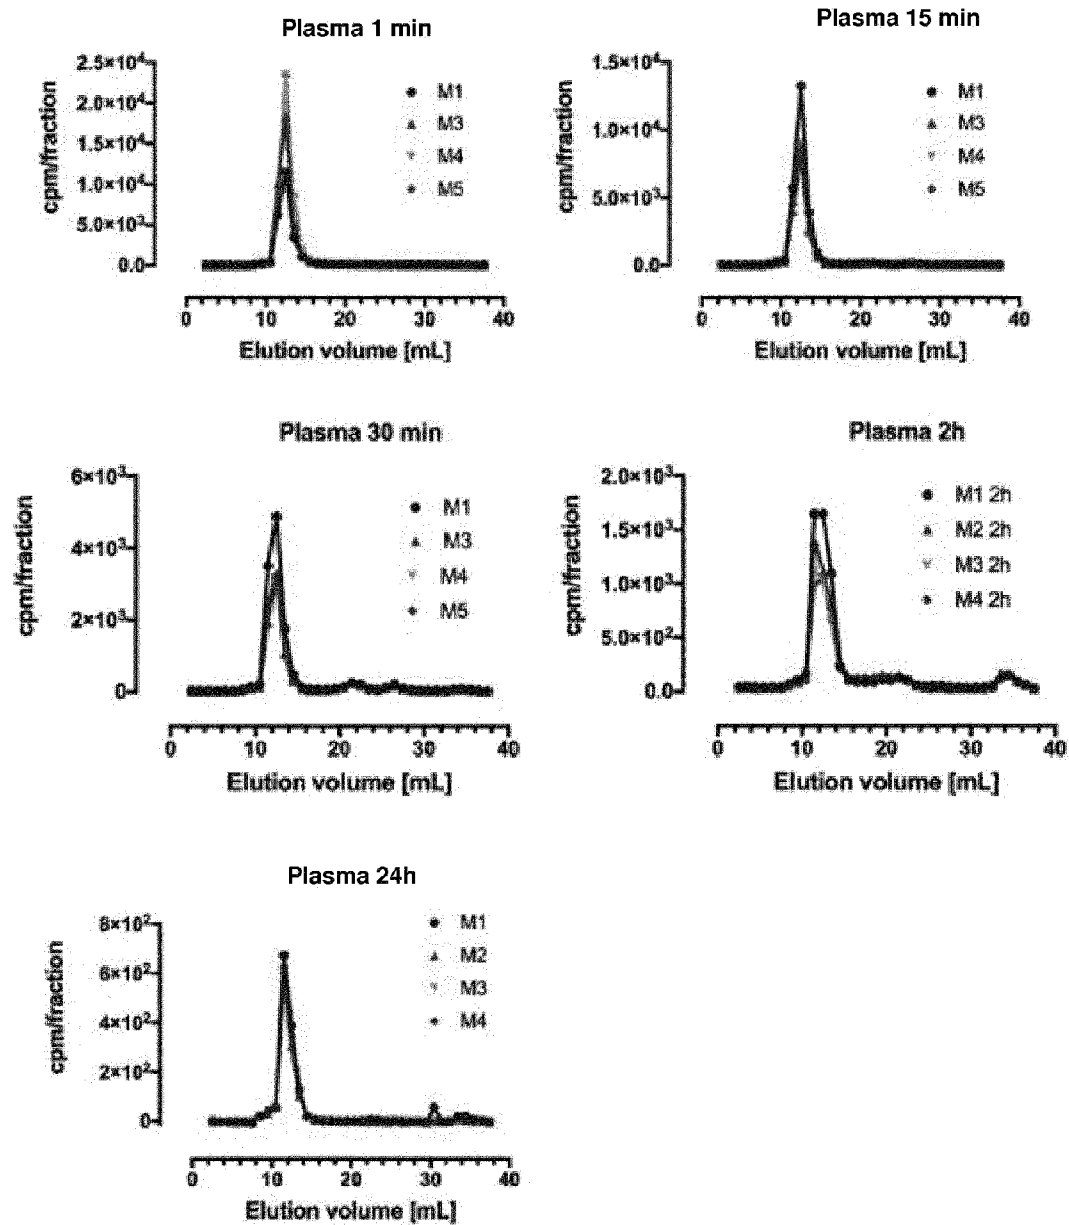 Plasma 1 min
2.5×10⁴
2.0×10⁴
1.5×10⁴
1.0×10⁴
5.0×10³
0.0
cpm/fraction
M1
M3
M4
M5
0 10 20 30 40
Elution volume [mL]
Plasma 15 min
1.5×10⁴
1.0×10⁴
5.0×10³
0.0
cpm/fraction
M1
M3
M4
M5
0 10 20 30 40
Elution volume [mL]
Plasma 30 min
6×10³
4×10³
2×10³
0
cpm/fraction
M1
M3
M4
M5
0 10 20 30 40
Elution volume [mL]
Plasma 2h
2.0×10³
1.5×10³
1.0×10³
5.0×10²
0.0
cpm/fraction
M1 2h
M2 2h
M3 2h
M4 2h
0 10 20 30 40
Elution volume [mL]
Plasma 24h
8×10²
6×10²
4×10²
2×10²
0
cpm/fraction
M1
M2
M3
M4
0 10 20 30 40
Elution volume [mL]